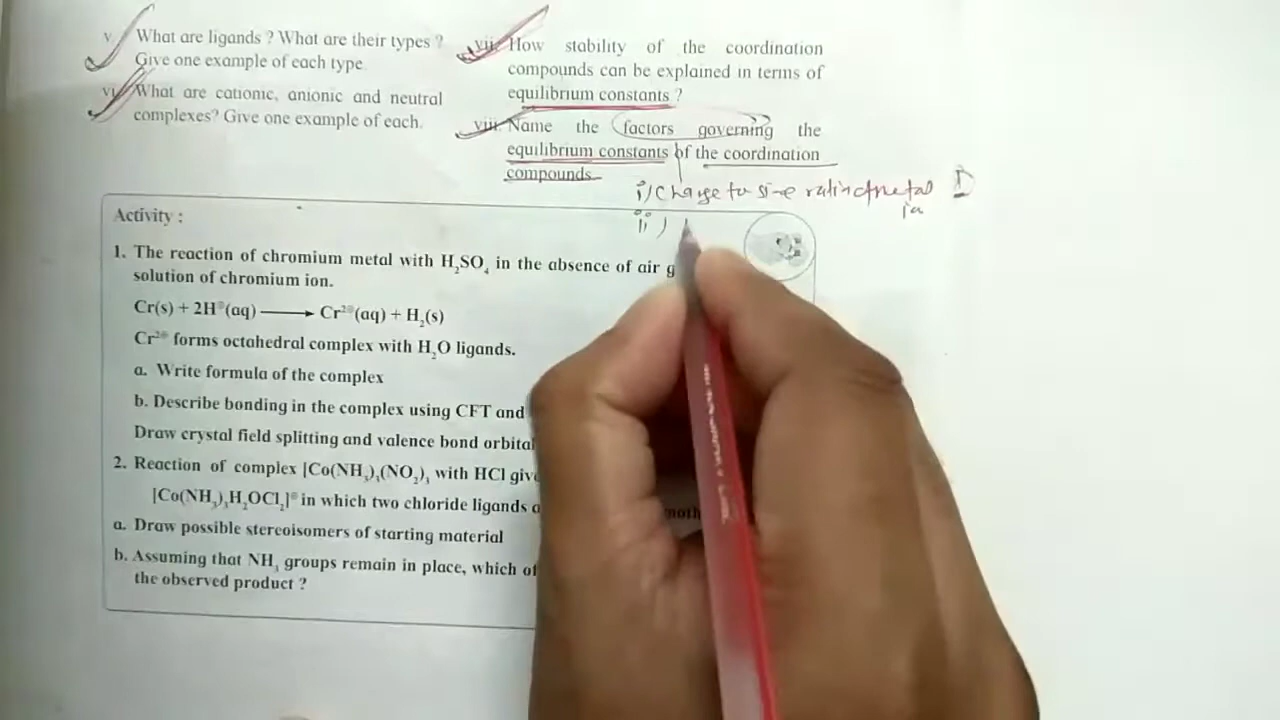 v. What are ligands ? What are their types ?
Give one example of each type.
vi. What are cationic, anionic and neutral
complexes? Give one example of each.
vii. How stability of the coordination
compounds can be explained in terms of
equilibrium constants ?
viii. Name the factors governing the
equilibrium constants of the coordination
compounds.
i) charge to size ratio of metal
ii)
Activity :
1. The reaction of chromium metal with H₂SO₄ in the absence of air g
solution of chromium ion.
Cr(s) + 2H⊕(aq) ⟶ Cr²⊕(aq) + H₂(s)
Cr²⊕ forms octahedral complex with H₂O ligands.
a. Write formula of the complex
b. Describe bonding in the complex using CFT and
Draw crystal field splitting and valence bond orbital
2. Reaction of complex [Co(NH₃)₃(NO₂)₃ with HCl give
[Co(NH₃)₃H₂OCl₂]⊕ in which two chloride ligands a
a. Draw possible stereoisomers of starting material
b. Assuming that NH₃ groups remain in place, which of
the observed product ?